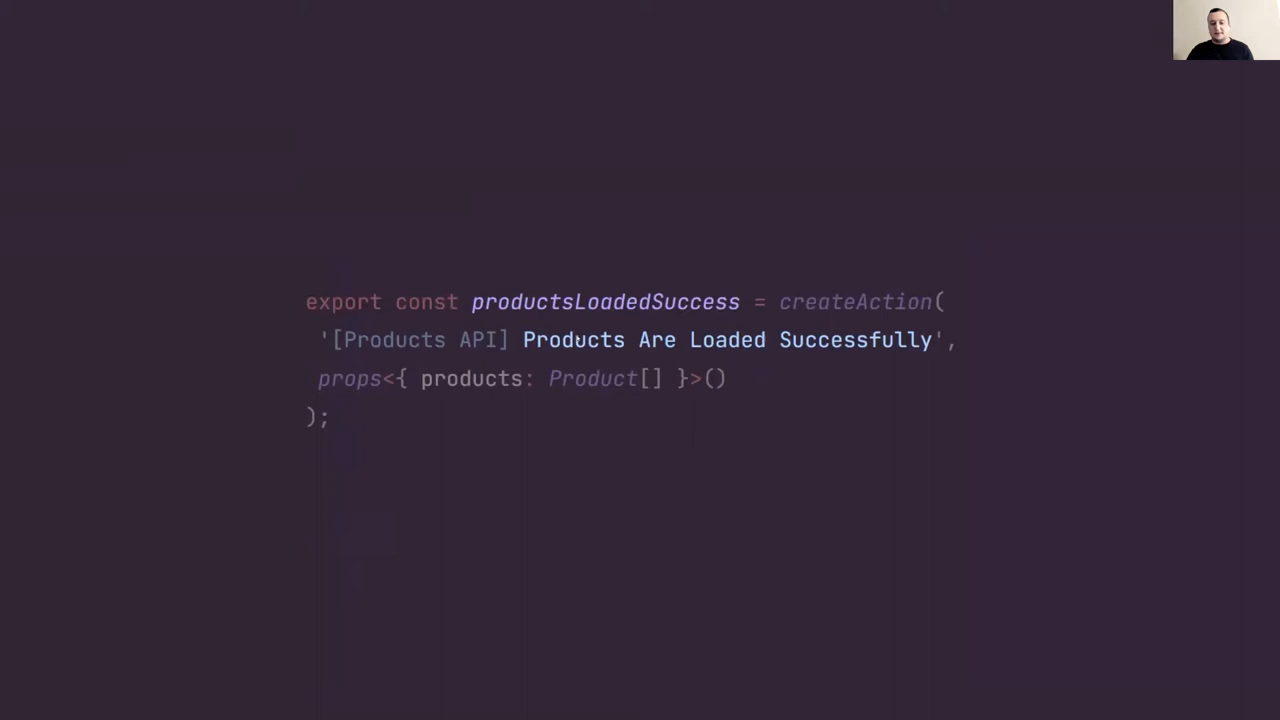 export const productsLoadedSuccess = createAction(
'[Products API] Products Are Loaded Successfully',
props<{ products: Product[] }>()
);